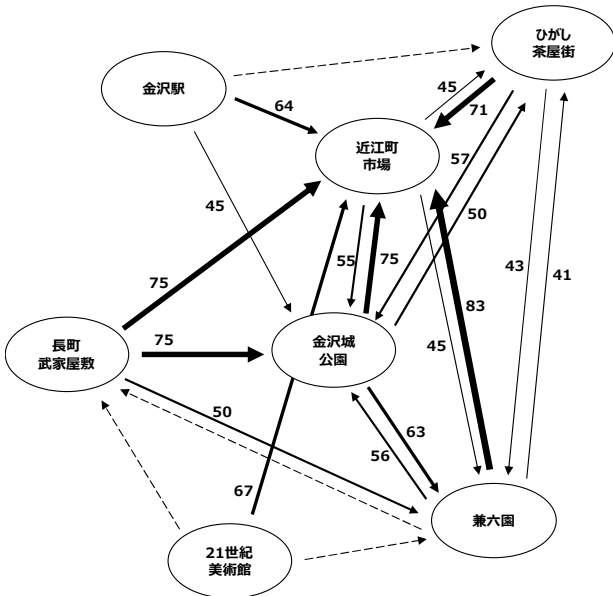 ひがし
茶屋街
金沢駅
45
71
64
近江町
市場
57
50
45
55
75
43
41
75
83
75
金沢城
公園
45
長町
武家屋敷
50
63
56
67
兼六園
21世紀
美術館